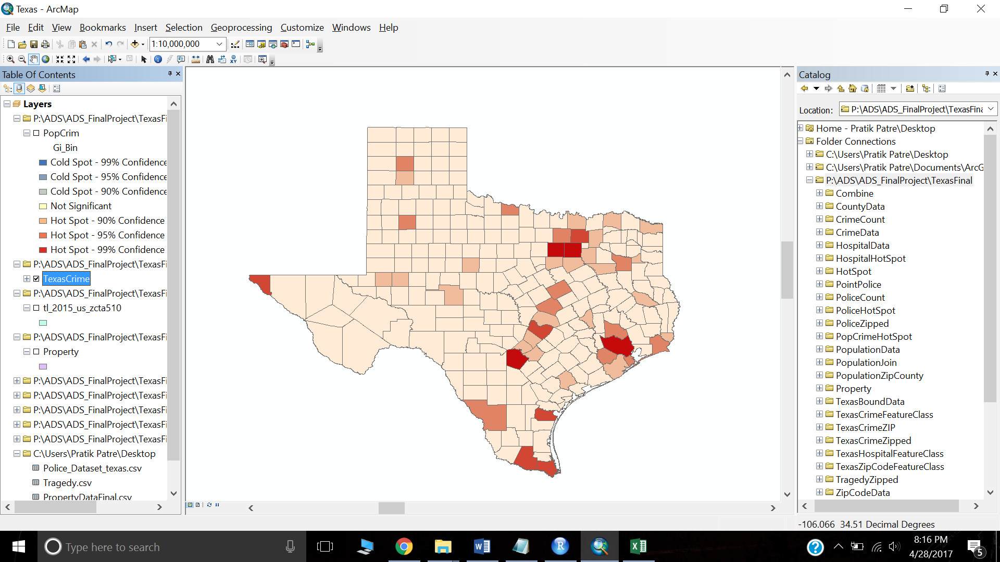 Texas - ArcMap
File Edit View Bookmarks Insert Selection Geoprocessing Customize Windows Help
1:10,000,000
Table Of Contents
Layers
P:\ADS\ADS_FinalProject\TexasFi
PopCrim
Gi_Bin
Cold Spot - 99% Confidence
Cold Spot - 95% Confidence
Cold Spot - 90% Confidence
Not Significant
Hot Spot - 90% Confidence
Hot Spot - 95% Confidence
Hot Spot - 99% Confidence
P:\ADS\ADS_FinalProject\TexasFi
TexasCrime
P:\ADS\ADS_FinalProject\TexasFi
tl_2015_us_zcta510
P:\ADS\ADS_FinalProject\TexasFi
Property
P:\ADS\ADS_FinalProject\TexasFi
P:\ADS\ADS_FinalProject\TexasFi
P:\ADS\ADS_FinalProject\TexasFi
P:\ADS\ADS_FinalProject\TexasFi
P:\ADS\ADS_FinalProject\TexasFi
C:\Users\Pratik Patre\Desktop
Police_Dataset_texas.csv
Tragedy.csv
PropertyDataFinal.csv
Catalog
Location: P:\ADS\ADS_FinalProject\TexasFina
Home - Pratik Patre\Desktop
Folder Connections
C:\Users\Pratik Patre\Desktop
C:\Users\Pratik Patre\Documents\ArcG
P:\ADS\ADS_FinalProject\TexasFinal
Combine
CountyData
CrimeCount
CrimeData
HospitalData
HospitalHotSpot
HotSpot
PointPolice
PoliceCount
PoliceHotSpot
PoliceZipped
PopCrimeHotSpot
PopulationData
PopulationJoin
PopulationZipCounty
Property
TexasBoundData
TexasCrimeFeatureClass
TexasCrimeZIP
TexasCrimeZipped
TexasHospitalFeatureClass
TexasZipCodeFeatureClass
TragedyZipped
ZipCodeData
-106.066 34.51 Decimal Degrees
Type here to search
8:16 PM
4/28/2017
5